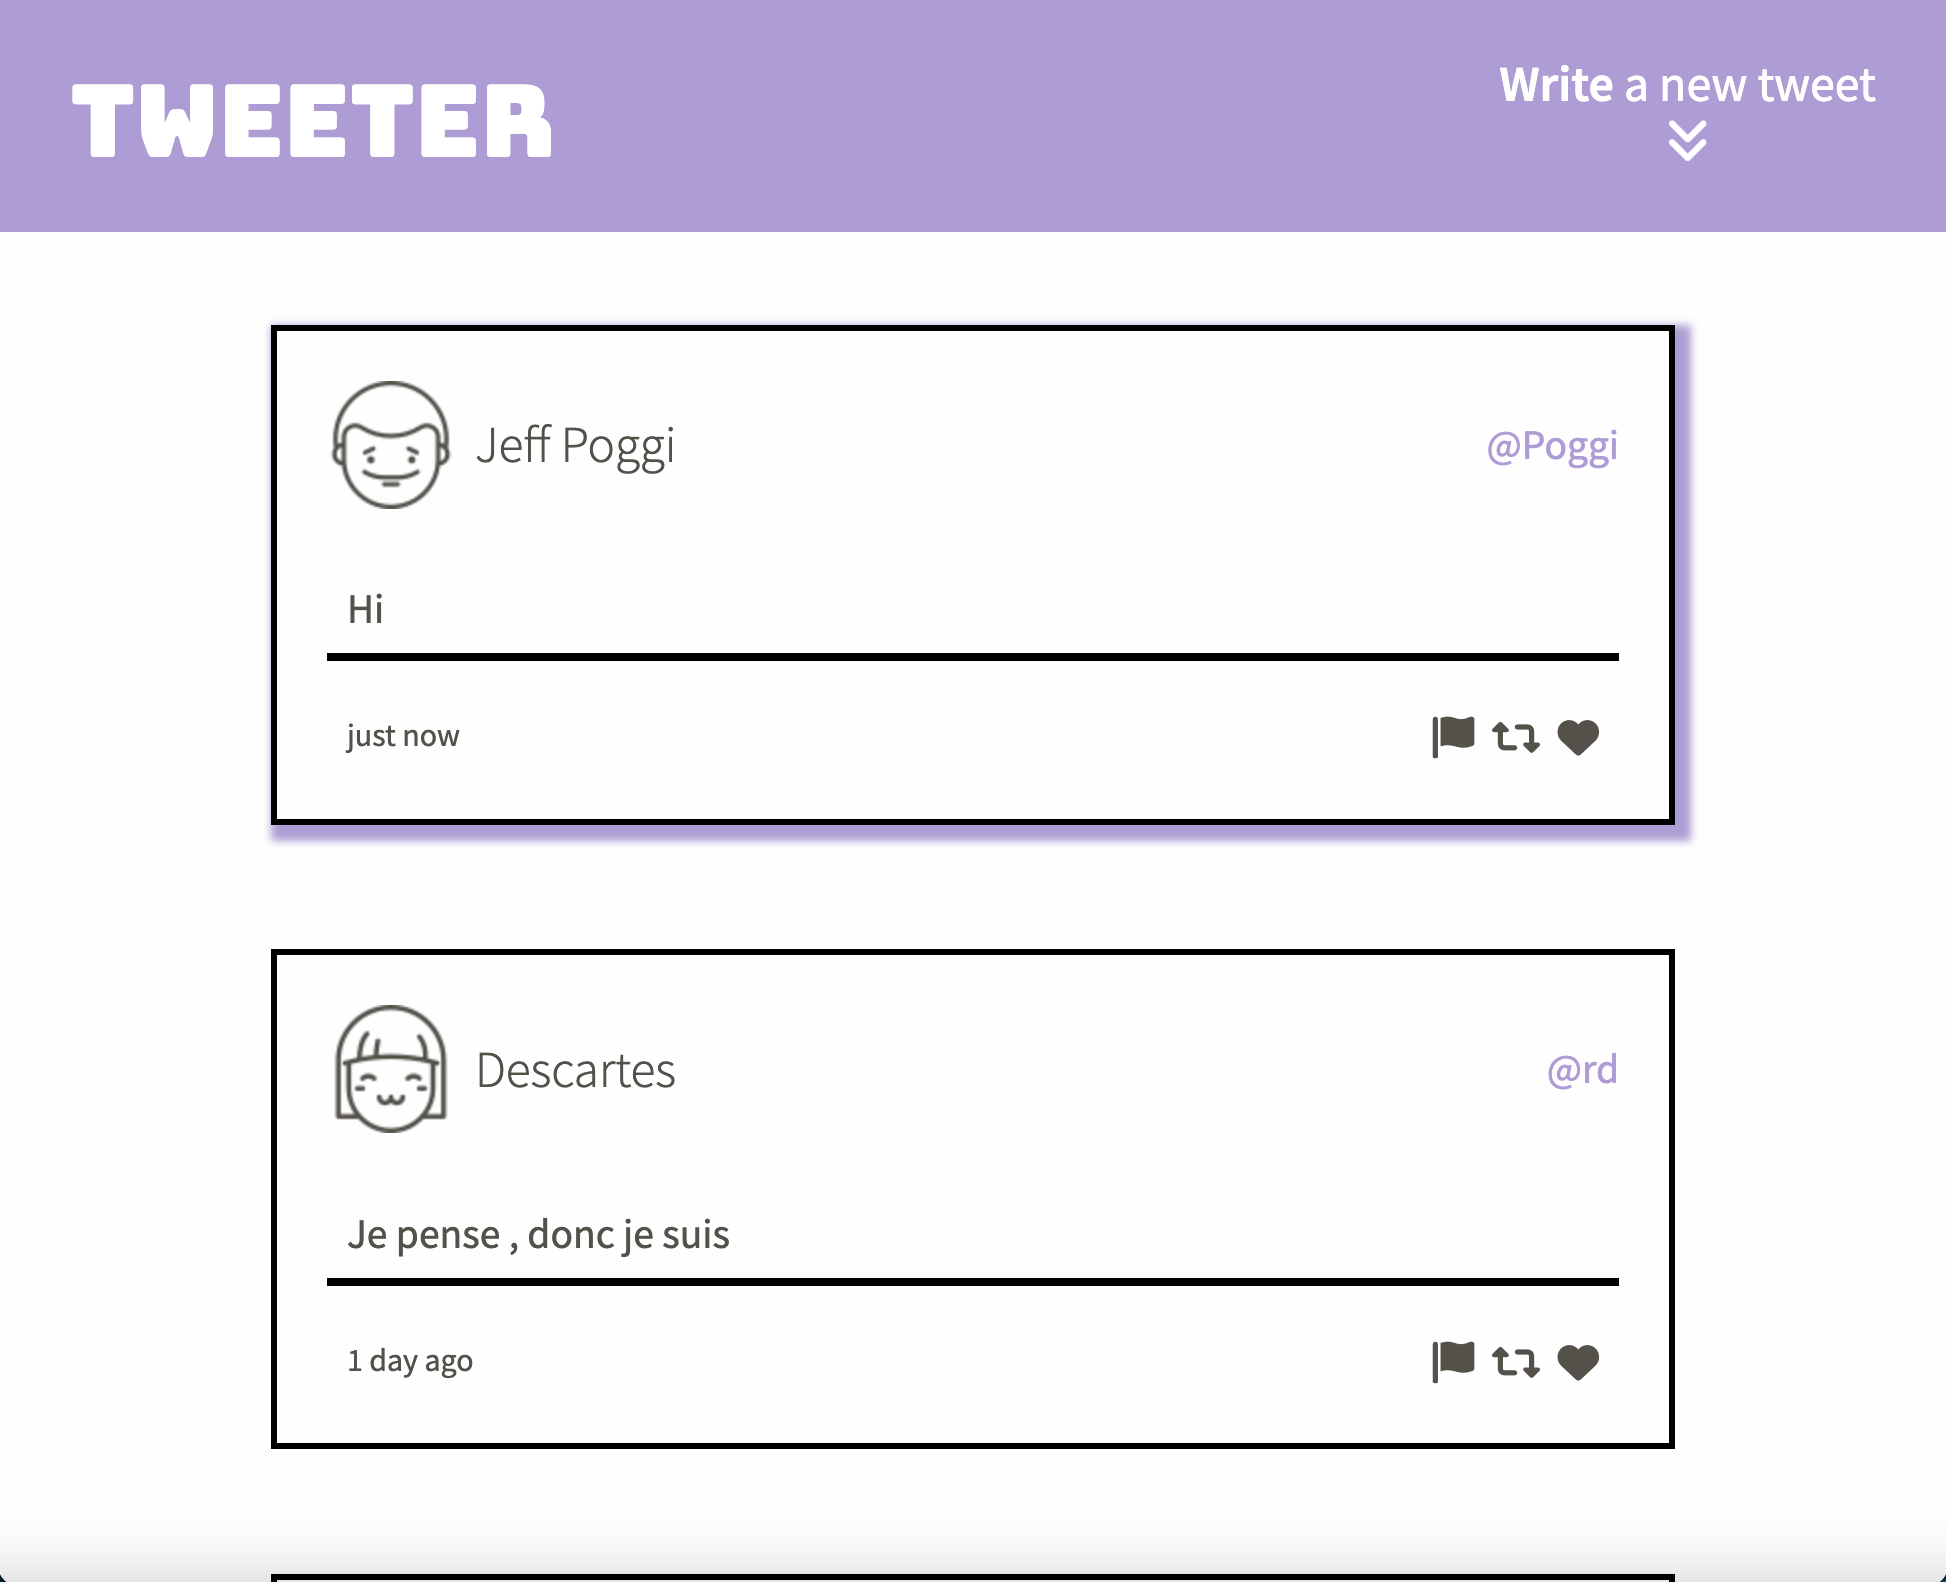 TWEETER
Write a new tweet
Jeff Poggi
@Poggi
Hi
just now
Descartes
@rd
Je pense , donc je suis
1 day ago